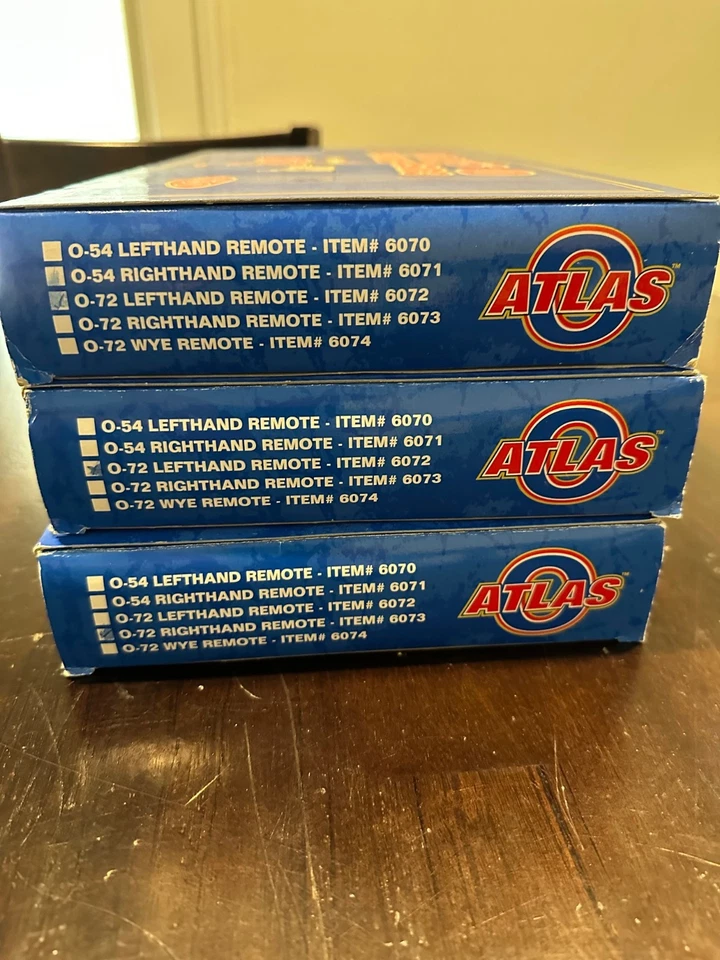 O-54 LEFTHAND REMOTE - ITEM# 6070
O-54 RIGHTHAND REMOTE - ITEM# 6071
O-72 LEFTHAND REMOTE - ITEM# 6072
O-72 RIGHTHAND REMOTE - ITEM# 6073
O-72 WYE REMOTE - ITEM# 6074
ATLAS™
O-54 LEFTHAND REMOTE - ITEM# 6070
O-54 RIGHTHAND REMOTE - ITEM# 6071
O-72 LEFTHAND REMOTE - ITEM# 6072
O-72 RIGHTHAND REMOTE - ITEM# 6073
O-72 WYE REMOTE - ITEM# 6074
ATLAS™
O-54 LEFTHAND REMOTE - ITEM# 6070
O-54 RIGHTHAND REMOTE - ITEM# 6071
O-72 LEFTHAND REMOTE - ITEM# 6072
O-72 RIGHTHAND REMOTE - ITEM# 6073
O-72 WYE REMOTE - ITEM# 6074
ATLAS™